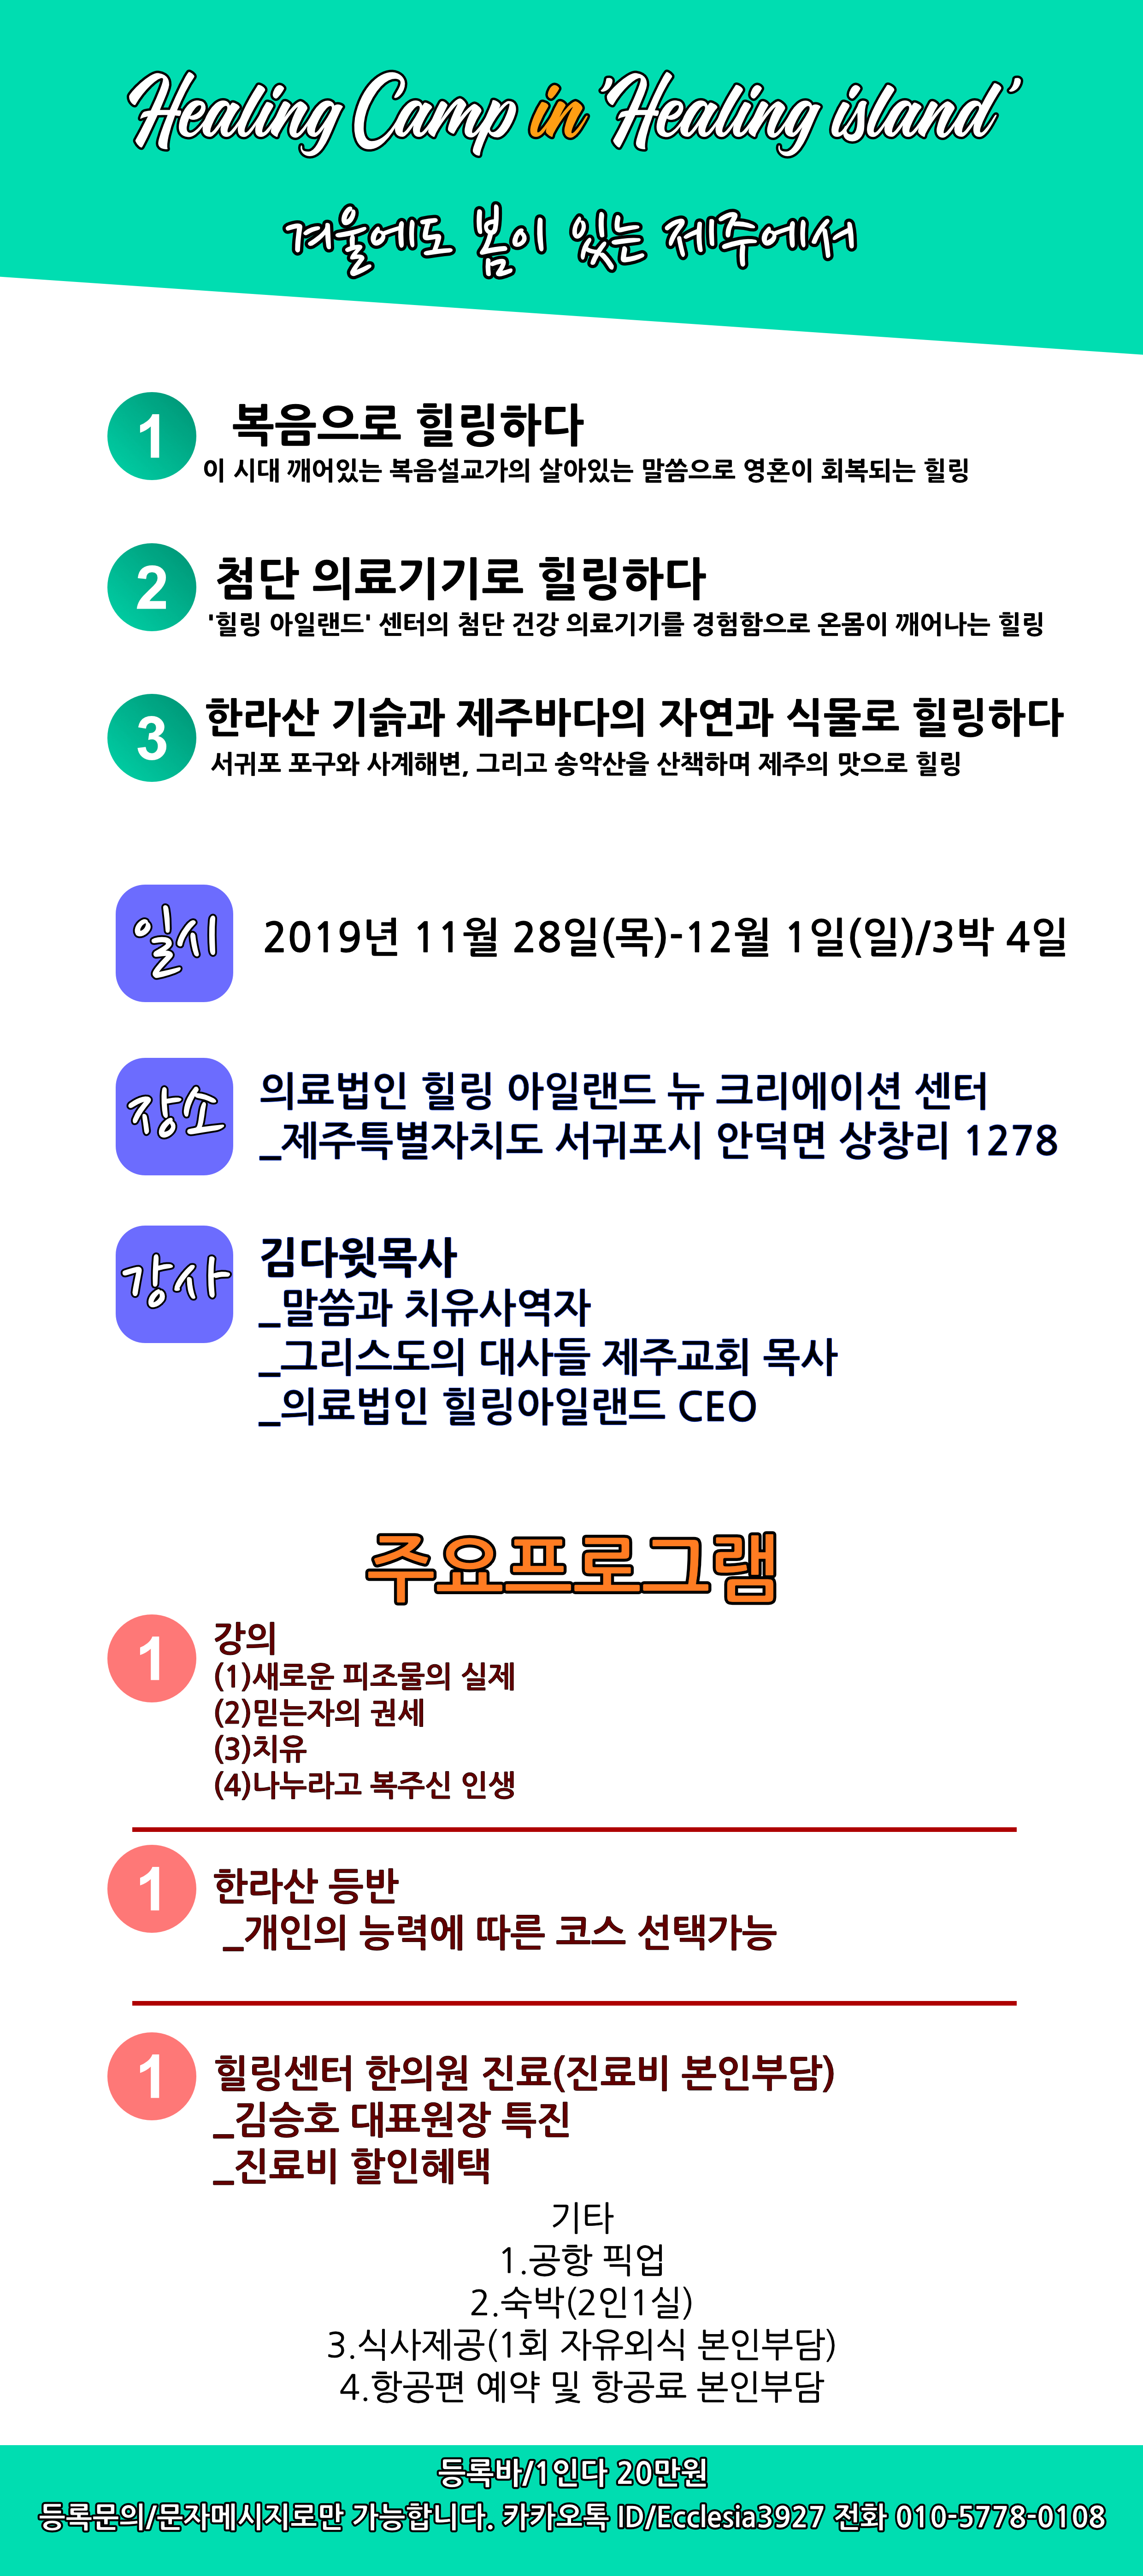 Healing Camp in 'Healing island'
겨울에도 봄이 있는 제주에서
1 복음으로 힐링하다
이 시대 깨어있는 복음설교가의 살아있는 말씀으로 영혼이 회복되는 힐링
2 첨단 의료기기로 힐링하다
'힐링 아일랜드' 센터의 첨단 건강 의료기기를 경험함으로 온몸이 깨어나는 힐링
3 한라산 기슭과 제주바다의 자연과 식물로 힐링하다
서귀포 포구와 사계해변, 그리고 송악산을 산책하며 제주의 맛으로 힐링
일시 2019년 11월 28일(목)-12월 1일(일)/3박 4일
장소 의료법인 힐링 아일랜드 뉴 크리에이션 센터
_제주특별자치도 서귀포시 안덕면 상창리 1278
강사 김다윗목사
_말씀과 치유사역자
_그리스도의 대사들 제주교회 목사
_의료법인 힐링아일랜드 CEO
주요프로그램
1 강의
(1)새로운 피조물의 실제
(2)믿는자의 권세
(3)치유
(4)나누라고 복주신 인생
1 한라산 등반
_개인의 능력에 따른 코스 선택가능
1 힐링센터 한의원 진료(진료비 본인부담)
_김승호 대표원장 특진
_진료비 할인혜택
기타
1.공항 픽업
2.숙박(2인1실)
3.식사제공(1회 자유외식 본인부담)
4.항공편 예약 및 항공료 본인부담
등록바/1인다 20만원
등록문의/문자메시지로만 가능합니다. 카카오톡 ID/Ecclesia3927 전화 010-5778-0108